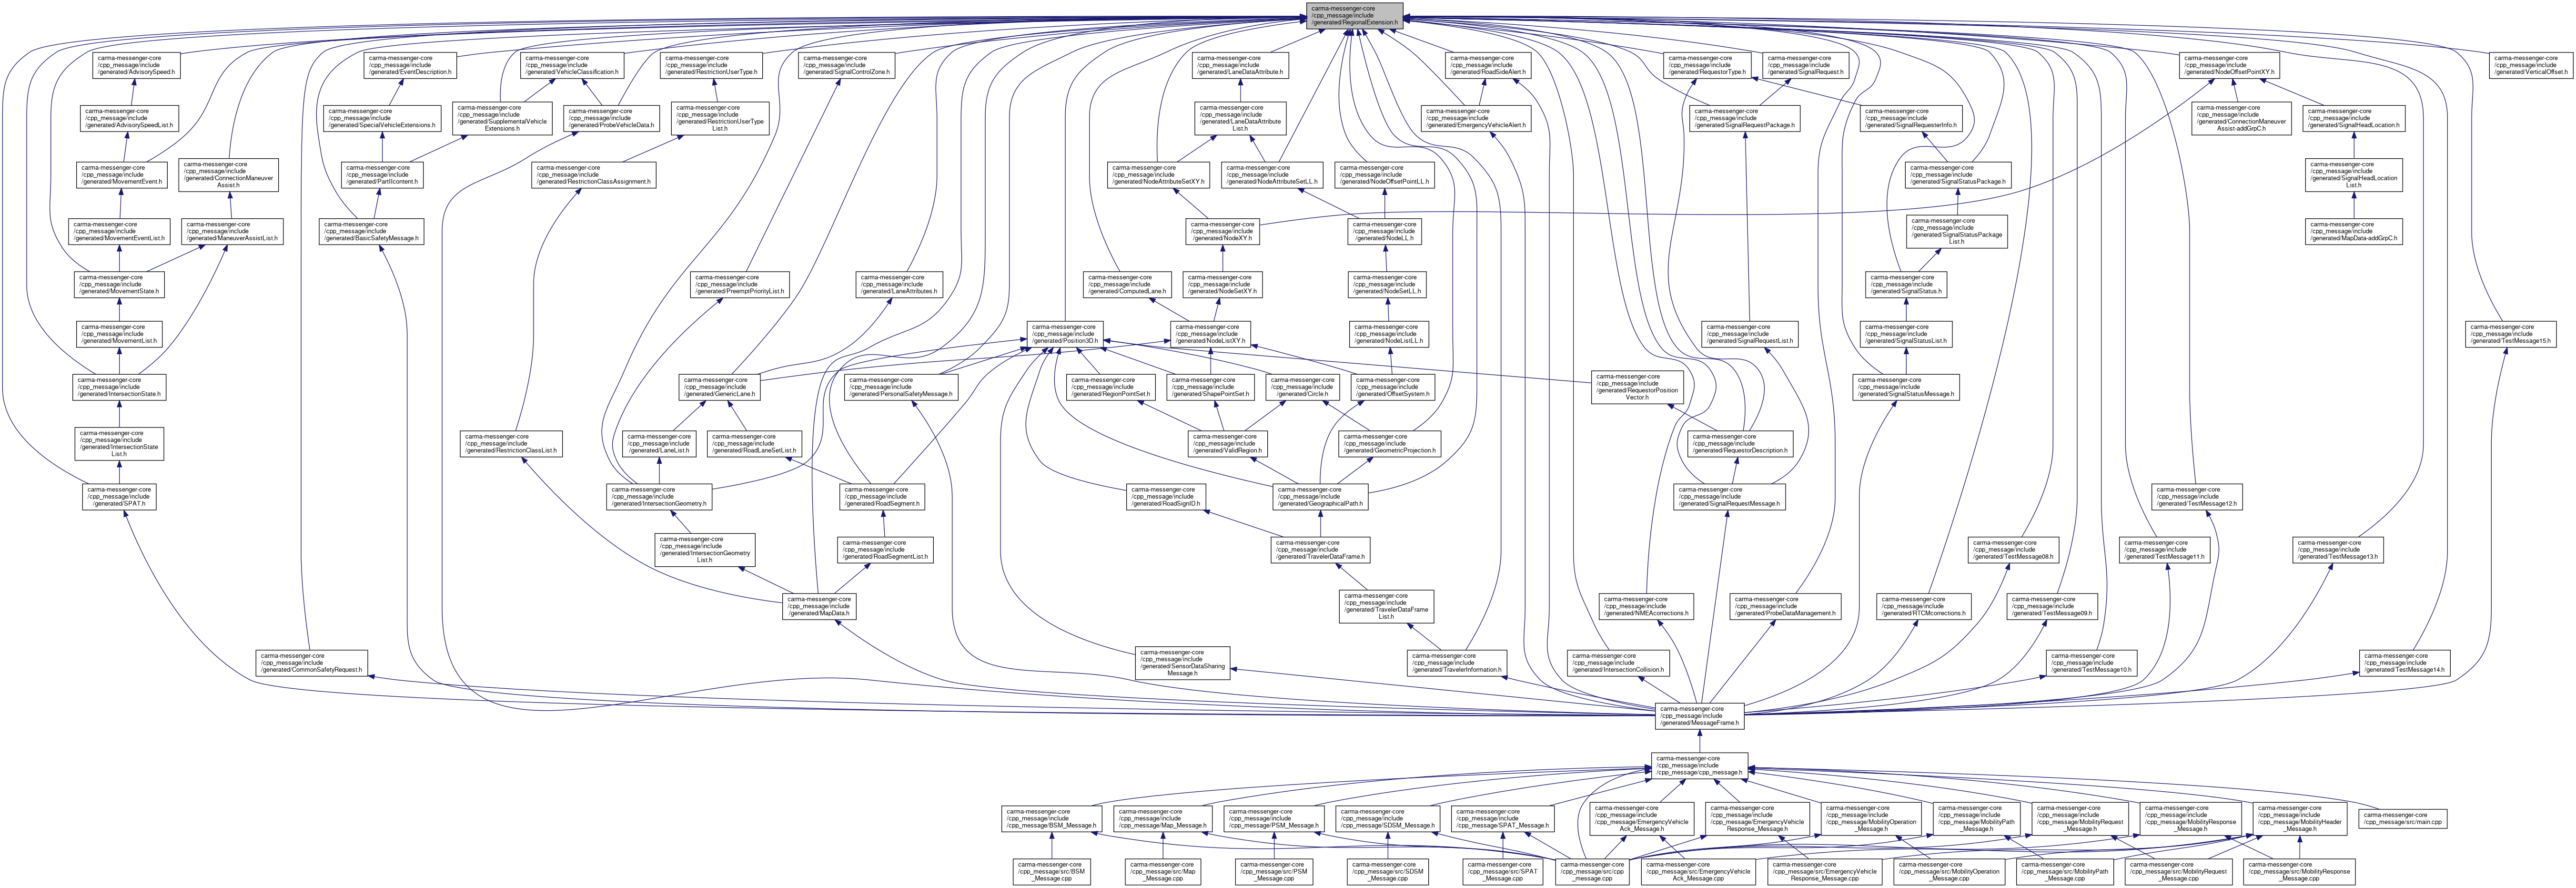 carma-messenger-core
/cpp_message/include
/generated/RegionalExtension.h
carma-messenger-core
/cpp_message/include
/generated/AdvisorySpeed.h
carma-messenger-core
/cpp_message/include
/generated/EventDescription.h
carma-messenger-core
/cpp_message/include
/generated/VehicleClassification.h
carma-messenger-core
/cpp_message/include
/generated/RestrictionUserType.h
carma-messenger-core
/cpp_message/include
/generated/SignalControlZone.h
carma-messenger-core
/cpp_message/include
/generated/LaneDataAttribute.h
carma-messenger-core
/cpp_message/include
/generated/RoadSideAlert.h
carma-messenger-core
/cpp_message/include
/generated/RequestorType.h
carma-messenger-core
/cpp_message/include
/generated/SignalRequest.h
carma-messenger-core
/cpp_message/include
/generated/NodeOffsetPointXY.h
carma-messenger-core
/cpp_message/include
/generated/VerticalOffset.h
carma-messenger-core
/cpp_message/include
/generated/AdvisorySpeedList.h
carma-messenger-core
/cpp_message/include
/generated/SpecialVehicleExtensions.h
carma-messenger-core
/cpp_message/include
/generated/SupplementalVehicle
Extensions.h
carma-messenger-core
/cpp_message/include
/generated/ProbeVehicleData.h
carma-messenger-core
/cpp_message/include
/generated/RestrictionUserType
List.h
carma-messenger-core
/cpp_message/include
/generated/LaneDataAttribute
List.h
carma-messenger-core
/cpp_message/include
/generated/EmergencyVehicleAlert.h
carma-messenger-core
/cpp_message/include
/generated/SignalRequestPackage.h
carma-messenger-core
/cpp_message/include
/generated/SignalRequesterInfo.h
carma-messenger-core
/cpp_message/include
/generated/ConnectionManeuver
Assist-addGrpC.h
carma-messenger-core
/cpp_message/include
/generated/SignalHeadLocation.h
carma-messenger-core
/cpp_message/include
/generated/MovementEvent.h
carma-messenger-core
/cpp_message/include
/generated/ConnectionManeuver
Assist.h
carma-messenger-core
/cpp_message/include
/generated/PartIIcontent.h
carma-messenger-core
/cpp_message/include
/generated/RestrictionClassAssignment.h
carma-messenger-core
/cpp_message/include
/generated/NodeAttributeSetXY.h
carma-messenger-core
/cpp_message/include
/generated/NodeAttributeSetLL.h
carma-messenger-core
/cpp_message/include
/generated/NodeOffsetPointLL.h
carma-messenger-core
/cpp_message/include
/generated/SignalStatusPackage.h
carma-messenger-core
/cpp_message/include
/generated/SignalHeadLocation
List.h
carma-messenger-core
/cpp_message/include
/generated/MovementEventList.h
carma-messenger-core
/cpp_message/include
/generated/ManeuverAssistList.h
carma-messenger-core
/cpp_message/include
/generated/BasicSafetyMessage.h
carma-messenger-core
/cpp_message/include
/generated/NodeXY.h
carma-messenger-core
/cpp_message/include
/generated/NodeLL.h
carma-messenger-core
/cpp_message/include
/generated/SignalStatusPackage
List.h
carma-messenger-core
/cpp_message/include
/generated/MapData-addGrpC.h
carma-messenger-core
/cpp_message/include
/generated/MovementState.h
carma-messenger-core
/cpp_message/include
/generated/PreemptPriorityList.h
carma-messenger-core
/cpp_message/include
/generated/LaneAttributes.h
carma-messenger-core
/cpp_message/include
/generated/ComputedLane.h
carma-messenger-core
/cpp_message/include
/generated/NodeSetXY.h
carma-messenger-core
/cpp_message/include
/generated/NodeSetLL.h
carma-messenger-core
/cpp_message/include
/generated/SignalStatus.h
carma-messenger-core
/cpp_message/include
/generated/MovementList.h
carma-messenger-core
/cpp_message/include
/generated/Position3D.h
carma-messenger-core
/cpp_message/include
/generated/NodeListXY.h
carma-messenger-core
/cpp_message/include
/generated/NodeListLL.h
carma-messenger-core
/cpp_message/include
/generated/SignalRequestList.h
carma-messenger-core
/cpp_message/include
/generated/SignalStatusList.h
carma-messenger-core
/cpp_message/include
/generated/TestMessage15.h
carma-messenger-core
/cpp_message/include
/generated/IntersectionState.h
carma-messenger-core
/cpp_message/include
/generated/GenericLane.h
carma-messenger-core
/cpp_message/include
/generated/PersonalSafetyMessage.h
carma-messenger-core
/cpp_message/include
/generated/RegionPointSet.h
carma-messenger-core
/cpp_message/include
/generated/ShapePointSet.h
carma-messenger-core
/cpp_message/include
/generated/Circle.h
carma-messenger-core
/cpp_message/include
/generated/OffsetSystem.h
carma-messenger-core
/cpp_message/include
/generated/RequestorPosition
Vector.h
carma-messenger-core
/cpp_message/include
/generated/SignalStatusMessage.h
carma-messenger-core
/cpp_message/include
/generated/IntersectionState
List.h
carma-messenger-core
/cpp_message/include
/generated/RestrictionClassList.h
carma-messenger-core
/cpp_message/include
/generated/LaneList.h
carma-messenger-core
/cpp_message/include
/generated/RoadLaneSetList.h
carma-messenger-core
/cpp_message/include
/generated/ValidRegion.h
carma-messenger-core
/cpp_message/include
/generated/GeometricProjection.h
carma-messenger-core
/cpp_message/include
/generated/RequestorDescription.h
carma-messenger-core
/cpp_message/include
/generated/SPAT.h
carma-messenger-core
/cpp_message/include
/generated/IntersectionGeometry.h
carma-messenger-core
/cpp_message/include
/generated/RoadSegment.h
carma-messenger-core
/cpp_message/include
/generated/RoadSignID.h
carma-messenger-core
/cpp_message/include
/generated/GeographicalPath.h
carma-messenger-core
/cpp_message/include
/generated/SignalRequestMessage.h
carma-messenger-core
/cpp_message/include
/generated/TestMessage12.h
carma-messenger-core
/cpp_message/include
/generated/IntersectionGeometry
List.h
carma-messenger-core
/cpp_message/include
/generated/RoadSegmentList.h
carma-messenger-core
/cpp_message/include
/generated/TravelerDataFrame.h
carma-messenger-core
/cpp_message/include
/generated/TestMessage08.h
carma-messenger-core
/cpp_message/include
/generated/TestMessage11.h
carma-messenger-core
/cpp_message/include
/generated/TestMessage13.h
carma-messenger-core
/cpp_message/include
/generated/MapData.h
carma-messenger-core
/cpp_message/include
/generated/TravelerDataFrame
List.h
carma-messenger-core
/cpp_message/include
/generated/NMEAcorrections.h
carma-messenger-core
/cpp_message/include
/generated/ProbeDataManagement.h
carma-messenger-core
/cpp_message/include
/generated/RTCMcorrections.h
carma-messenger-core
/cpp_message/include
/generated/TestMessage09.h
carma-messenger-core
/cpp_message/include
/generated/CommonSafetyRequest.h
carma-messenger-core
/cpp_message/include
/generated/SensorDataSharing
Message.h
carma-messenger-core
/cpp_message/include
/generated/TravelerInformation.h
carma-messenger-core
/cpp_message/include
/generated/IntersectionCollision.h
carma-messenger-core
/cpp_message/include
/generated/TestMessage10.h
carma-messenger-core
/cpp_message/include
/generated/TestMessage14.h
carma-messenger-core
/cpp_message/include
/generated/MessageFrame.h
carma-messenger-core
/cpp_message/include
/cpp_message/cpp_message.h
carma-messenger-core
/cpp_message/include
/cpp_message/BSM_Message.h
carma-messenger-core
/cpp_message/include
/cpp_message/Map_Message.h
carma-messenger-core
/cpp_message/include
/cpp_message/PSM_Message.h
carma-messenger-core
/cpp_message/include
/cpp_message/SDSM_Message.h
carma-messenger-core
/cpp_message/include
/cpp_message/SPAT_Message.h
carma-messenger-core
/cpp_message/include
/cpp_message/EmergencyVehicle
Ack_Message.h
carma-messenger-core
/cpp_message/include
/cpp_message/EmergencyVehicle
Response_Message.h
carma-messenger-core
/cpp_message/include
/cpp_message/MobilityOperation
_Message.h
carma-messenger-core
/cpp_message/include
/cpp_message/MobilityPath
_Message.h
carma-messenger-core
/cpp_message/include
/cpp_message/MobilityRequest
_Message.h
carma-messenger-core
/cpp_message/include
/cpp_message/MobilityResponse
_Message.h
carma-messenger-core
/cpp_message/include
/cpp_message/MobilityHeader
_Message.h
carma-messenger-core
/cpp_message/src/main.cpp
carma-messenger-core
/cpp_message/src/BSM
_Message.cpp
carma-messenger-core
/cpp_message/src/Map
_Message.cpp
carma-messenger-core
/cpp_message/src/PSM
_Message.cpp
carma-messenger-core
/cpp_message/src/SDSM
_Message.cpp
carma-messenger-core
/cpp_message/src/SPAT
_Message.cpp
carma-messenger-core
/cpp_message/src/cpp
_message.cpp
carma-messenger-core
/cpp_message/src/EmergencyVehicle
Ack_Message.cpp
carma-messenger-core
/cpp_message/src/EmergencyVehicle
Response_Message.cpp
carma-messenger-core
/cpp_message/src/MobilityOperation
_Message.cpp
carma-messenger-core
/cpp_message/src/MobilityPath
_Message.cpp
carma-messenger-core
/cpp_message/src/MobilityRequest
_Message.cpp
carma-messenger-core
/cpp_message/src/MobilityResponse
_Message.cpp